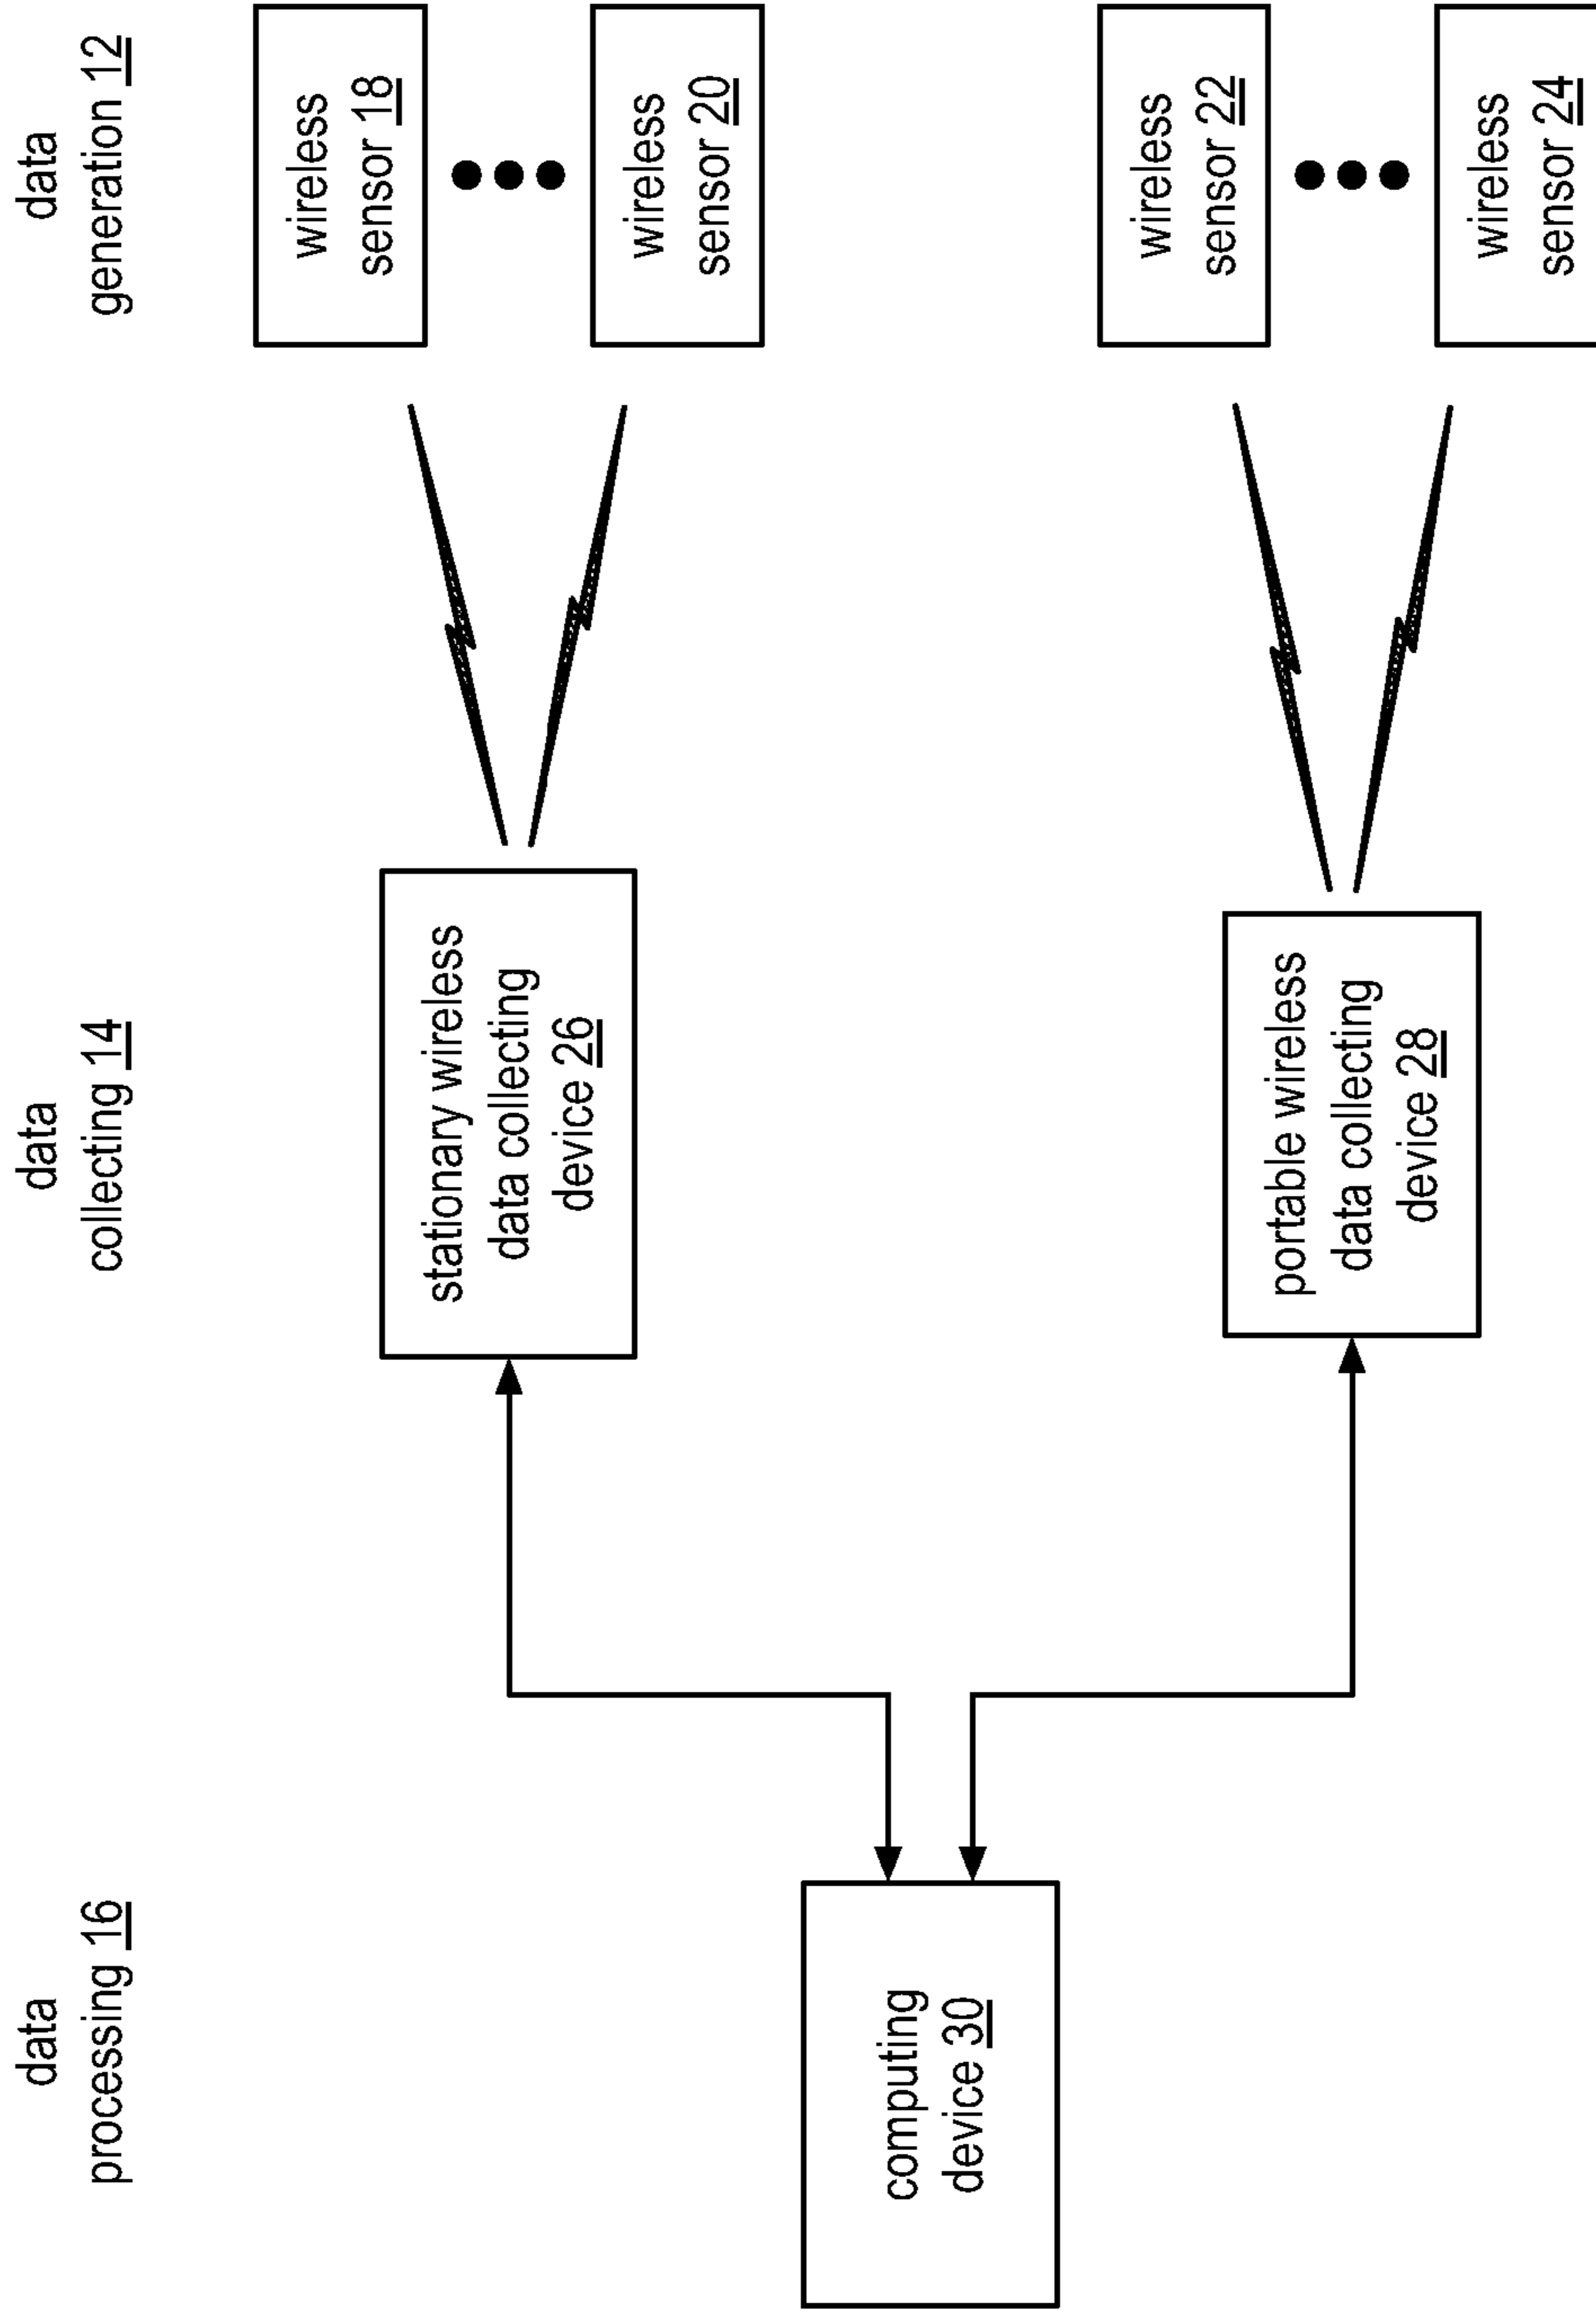 data
processing 16
data
collecting 14
data
generation 12
computing
device 30
stationary wireless
data collecting
device 26
portable wireless
data collecting
device 28
wireless
sensor 18
wireless
sensor 20
wireless
sensor 22
wireless
sensor 24